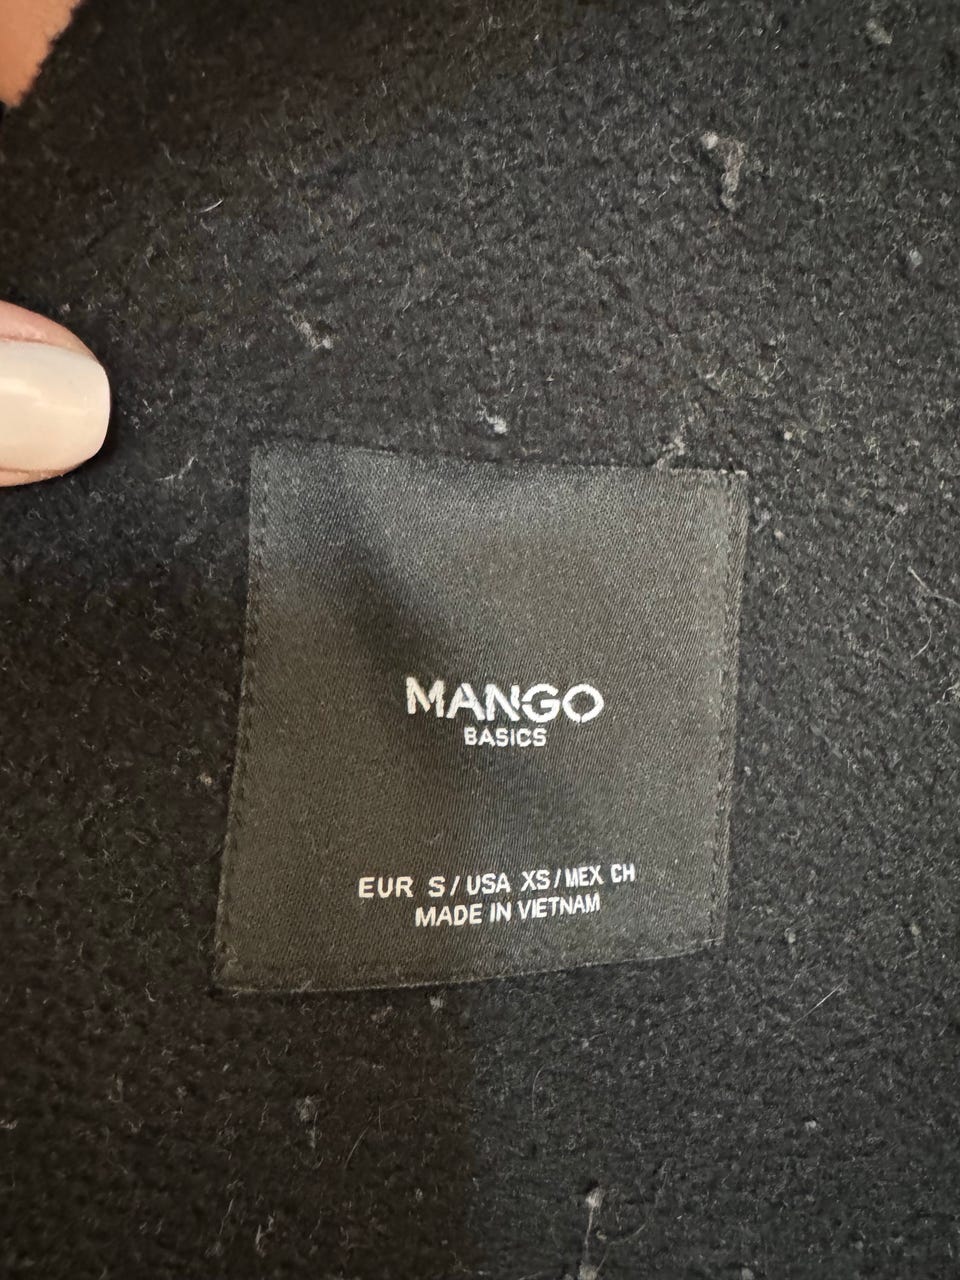 MANGO
BASICS
EUR S / USA XS / MEX CH
MADE IN VIETNAM